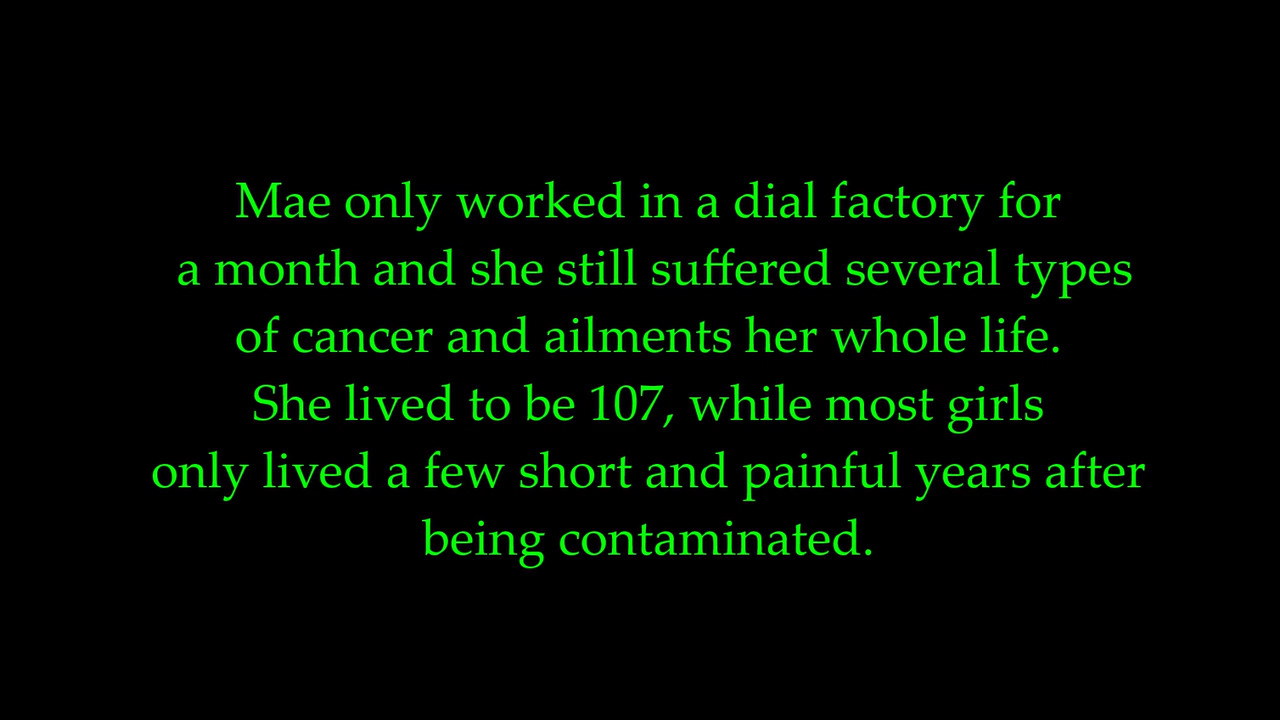 Mae only worked in a dial factory for
a month and she still suffered several types
of cancer and ailments her whole life.
She lived to be 107, while most girls
only lived a few short and painful years after
being contaminated.